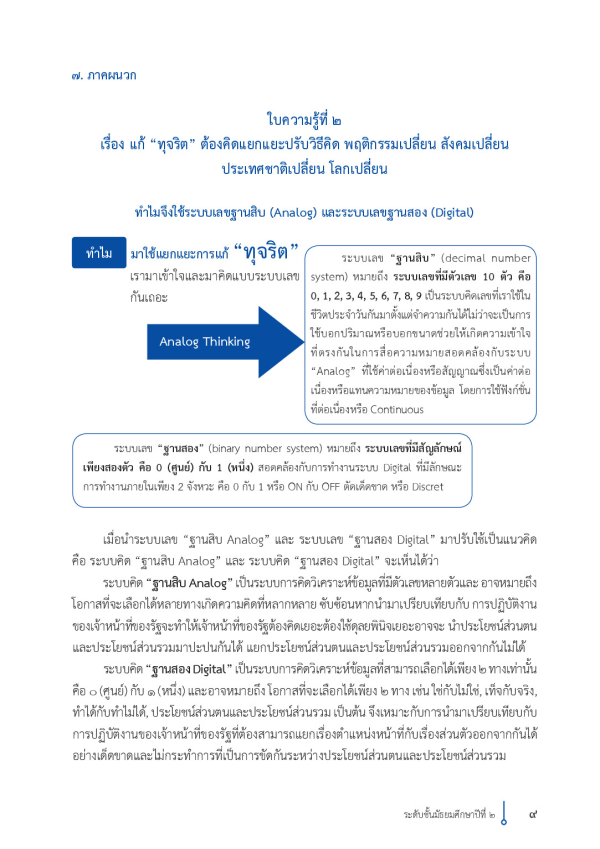 ๗. ภาคผนวก
ใบความรู้ที่ ๒
เรื่อง แก้ “ทุจริต” ต้องคิดแยกแยะปรับวิธีคิด พฤติกรรมเปลี่ยน สังคมเปลี่ยน
ประเทศชาติเปลี่ยน โลกเปลี่ยน
ทำไมจึงใช้ระบบเลขฐานสิบ (Analog) และระบบเลขฐานสอง (Digital)
ทำไม
มาใช้แยกแยะการแก้ “ทุจริต”
เรามาเข้าใจและมาคิดแบบระบบเลข
กันเถอะ
Analog Thinking
ระบบเลข “ฐานสิบ” (decimal number
system) หมายถึง ระบบเลขที่มีตัวเลข 10 ตัว คือ
0, 1, 2, 3, 4, 5, 6, 7, 8, 9 เป็นระบบคิดเลขที่เราใช้ใน
ชีวิตประจำวันกันมาตั้งแต่จำความกันได้ไม่ว่าจะเป็นการ
ใช้บอกปริมาณหรือบอกขนาดช่วยให้เกิดความเข้าใจ
ที่ตรงกันในการสื่อความหมายสอดคล้องกับระบบ
“Analog” ที่ใช้ค่าต่อเนื่องหรือสัญญาณซึ่งเป็นค่าต่อ
เนื่องหรือแทนความหมายของข้อมูล โดยการใช้ฟังก์ชั่น
ที่ต่อเนื่องหรือ Continuous
ระบบเลข “ฐานสอง” (binary number system) หมายถึง ระบบเลขที่มีสัญลักษณ์
เพียงสองตัว คือ 0 (ศูนย์) กับ 1 (หนึ่ง) สอดคล้องกับการทำงานระบบ Digital ที่มีลักษณะ
การทำงานภายในเพียง 2 จังหวะ คือ 0 กับ 1 หรือ ON กับ OFF ตัดเด็ดขาด หรือ Discret
เมื่อนำระบบเลข “ฐานสิบ Analog” และ ระบบเลข “ฐานสอง Digital” มาปรับใช้เป็นแนวคิด
คือ ระบบคิด “ฐานสิบ Analog” และ ระบบคิด “ฐานสอง Digital” จะเห็นได้ว่า
ระบบคิด “ฐานสิบ Analog” เป็นระบบการคิดวิเคราะห์ข้อมูลที่มีตัวเลขหลายตัวและ อาจหมายถึง
โอกาสที่จะเลือกได้หลายทางเกิดความคิดที่หลากหลาย ซับซ้อนหากนำมาเปรียบเทียบกับ การปฏิบัติงาน
ของเจ้าหน้าที่ของรัฐจะทำให้เจ้าหน้าที่ของรัฐต้องคิดเยอะต้องใช้ดุลยพินิจเยอะอาจจะ นำประโยชน์ส่วนตน
และประโยชน์ส่วนรวมมาปะปนกันได้ แยกประโยชน์ส่วนตนและประโยชน์ส่วนรวมออกจากกันไม่ได้
ระบบคิด “ฐานสอง Digital” เป็นระบบการคิดวิเคราะห์ข้อมูลที่สามารถเลือกได้เพียง ๒ ทางเท่านั้น
คือ ๐ (ศูนย์) กับ ๑ (หนึ่ง) และอาจหมายถึง โอกาสที่จะเลือกได้เพียง ๒ ทาง เช่น ใช่กับไม่ใช่, เท็จกับจริง,
ทำได้กับทำไม่ได้, ประโยชน์ส่วนตนและประโยชน์ส่วนรวม เป็นต้น จึงเหมาะกับการนำมาเปรียบเทียบกับ
การปฏิบัติงานของเจ้าหน้าที่ของรัฐที่ต้องสามารถแยกเรื่องตำแหน่งหน้าที่กับเรื่องส่วนตัวออกจากกันได้
อย่างเด็ดขาดและไม่กระทำการที่เป็นการขัดกันระหว่างประโยชน์ส่วนตนและประโยชน์ส่วนรวม
ระดับชั้นมัธยมศึกษาปีที่ ๒
๙